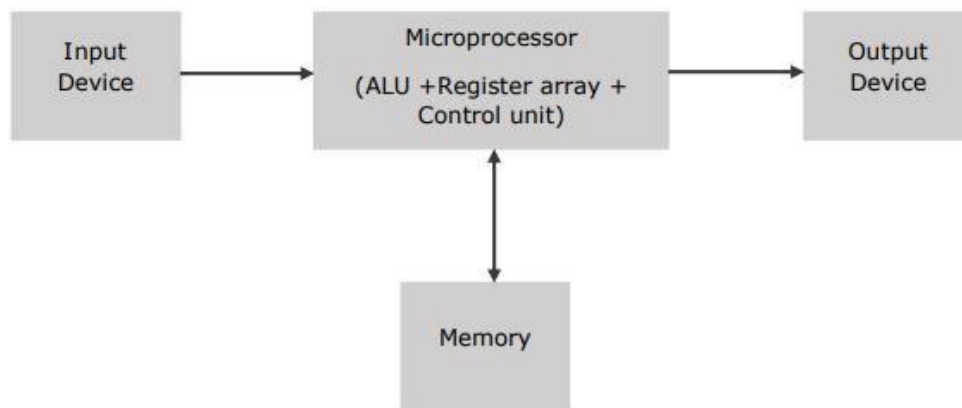 Input
Device
Microprocessor
(ALU +Register array +
Control unit)
Output
Device
Memory